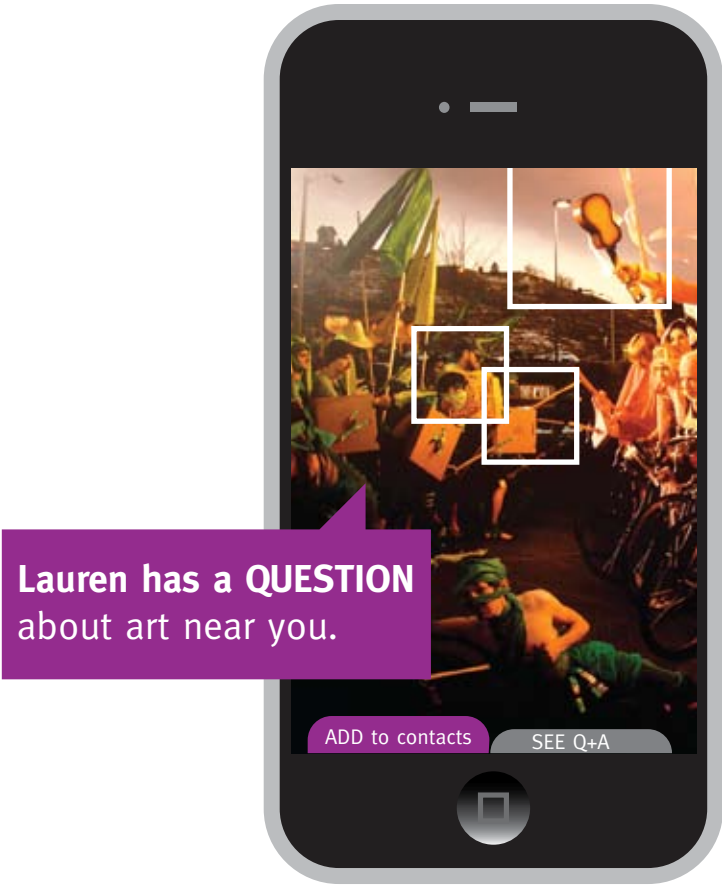 Lauren has a QUESTION
about art near you.
ADD to contacts
SEE Q+A